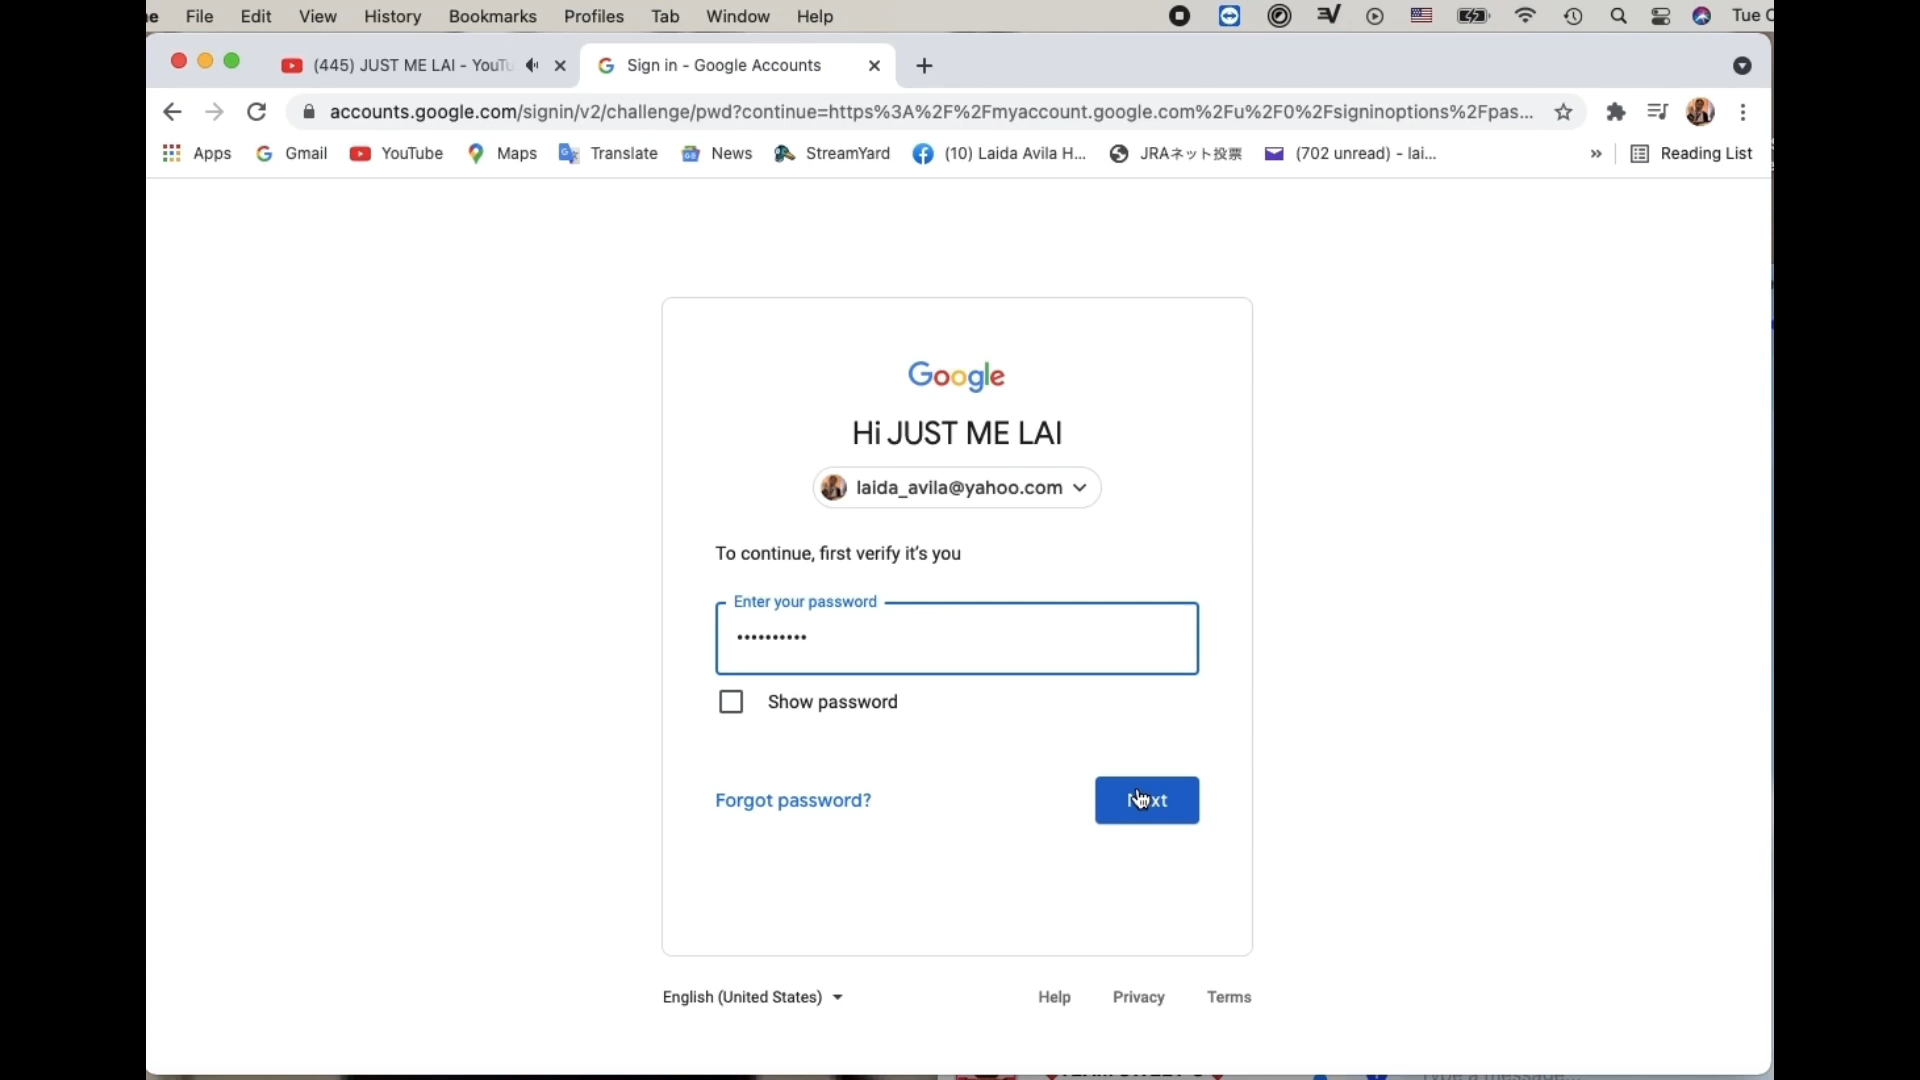 File Edit View History Bookmarks Profiles Tab Window Help Tue
(445) JUST ME LAI - YouTu Sign in - Google Accounts
accounts.google.com/signin/v2/challenge/pwd?continue=https%3A%2F%2Fmyaccount.google.com%2Fu%2F0%2Fsigninoptions%2Fpas...
Apps Gmail YouTube Maps Translate News StreamYard (10) Laida Avila H... JRAネット投票 (702 unread) - lai... » Reading List
Google
Hi JUST ME LAI
laida_avila@yahoo.com
To continue, first verify it's you
Enter your password
••••••••••
Show password
Forgot password? Next
English (United States) Help Privacy Terms